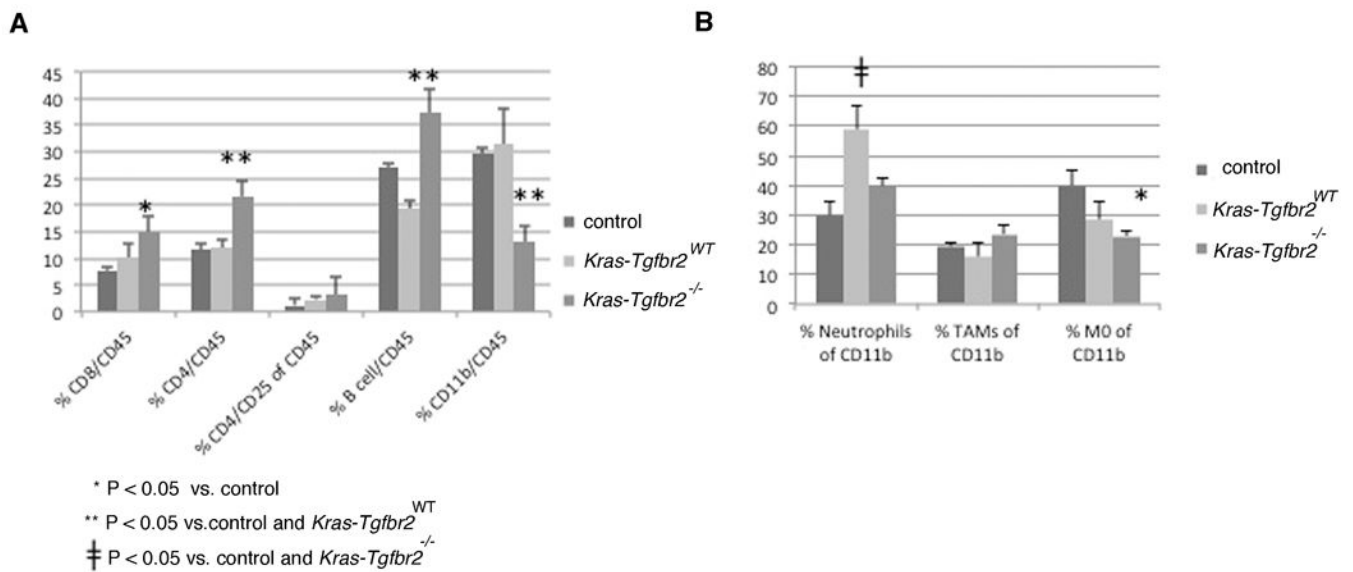 A
45
40
35
30
25
20
15
10
5
0
**
**
*
**
% CD8/CD45
% CD4/CD45
% CD4/CD25 of CD45
% B cell/CD45
% CD11b/CD45
control
Kras-Tgfbr2WT
Kras-Tgfbr2-/-
* P < 0.05 vs. control
** P < 0.05 vs.control and Kras-Tgfbr2WT
ǂ P < 0.05 vs. control and Kras-Tgfbr2-/-
B
80
70
60
50
40
30
20
10
0
ǂ
*
% Neutrophils
of CD11b
% TAMs of
CD11b
% M0 of
CD11b
control
Kras-Tgfbr2WT
Kras-Tgfbr2-/-